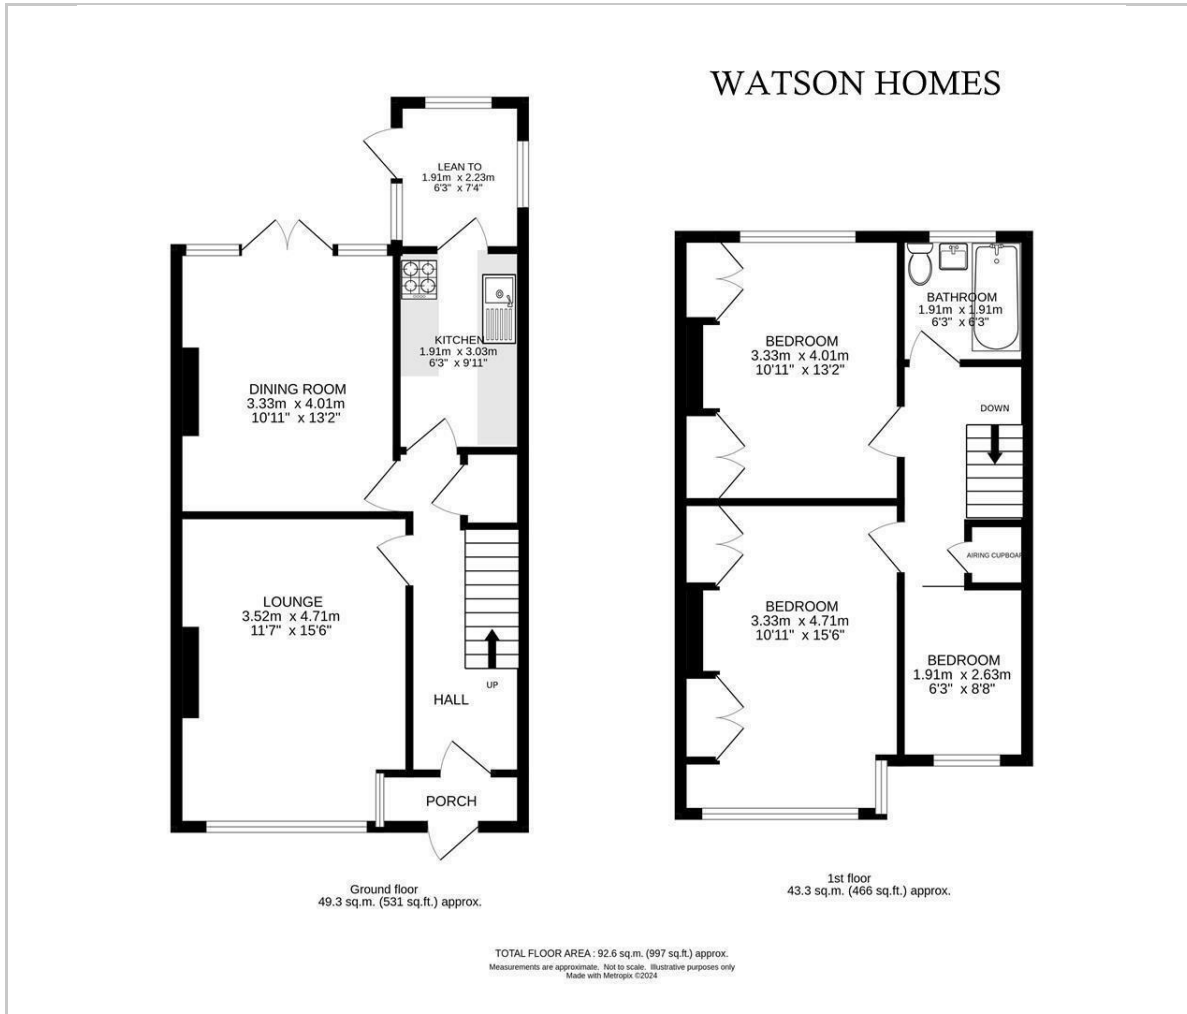 WATSON HOMES
LEAN TO
1.91m x 2.23m
6'3" x 7'4"
KITCHEN
1.91m x 3.03m
6'3" x 9'11"
DINING ROOM
3.33m x 4.01m
10'11" x 13'2"
LOUNGE
3.52m x 4.71m
11'7" x 15'6"
UP
HALL
PORCH
Ground floor
49.3 sq.m. (531 sq.ft.) approx.
BATHROOM
1.91m x 1.91m
6'3" x 6'3"
BEDROOM
3.33m x 4.01m
10'11" x 13'2"
DOWN
AIRING CUPBOAR
BEDROOM
3.33m x 4.71m
10'11" x 15'6"
BEDROOM
1.91m x 2.63m
6'3" x 8'8"
1st floor
43.3 sq.m. (466 sq.ft.) approx.
TOTAL FLOOR AREA : 92.6 sq.m. (997 sq.ft.) approx.
Measurements are approximate. Not to scale. Illustrative purposes only
Made with Metropix ©2024